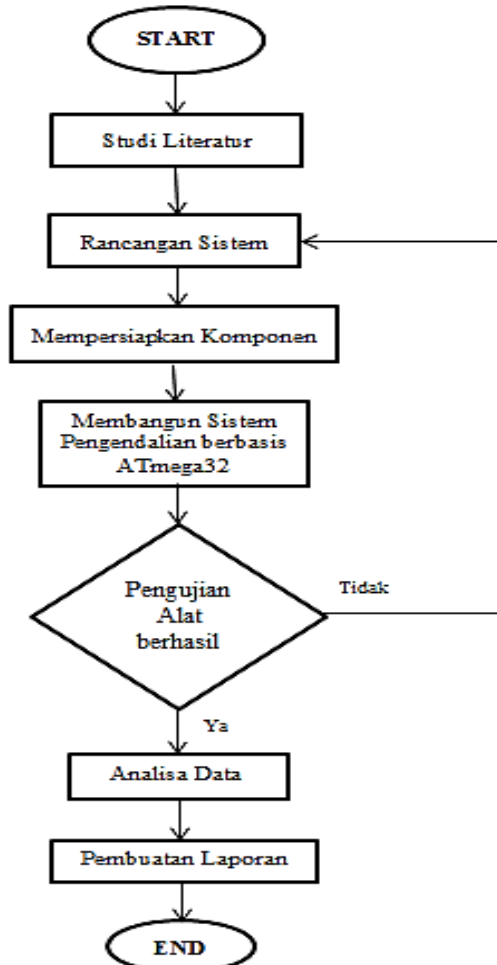 START
Studi Literatur
Rancangan Sistem
Mempersiapkan Komponen
Membangun Sistem
Pengendalian berbasis
ATmega32
Pengujian
Alat
berhasil
Tidak
Ya
Analisa Data
Pembuatan Laporan
END